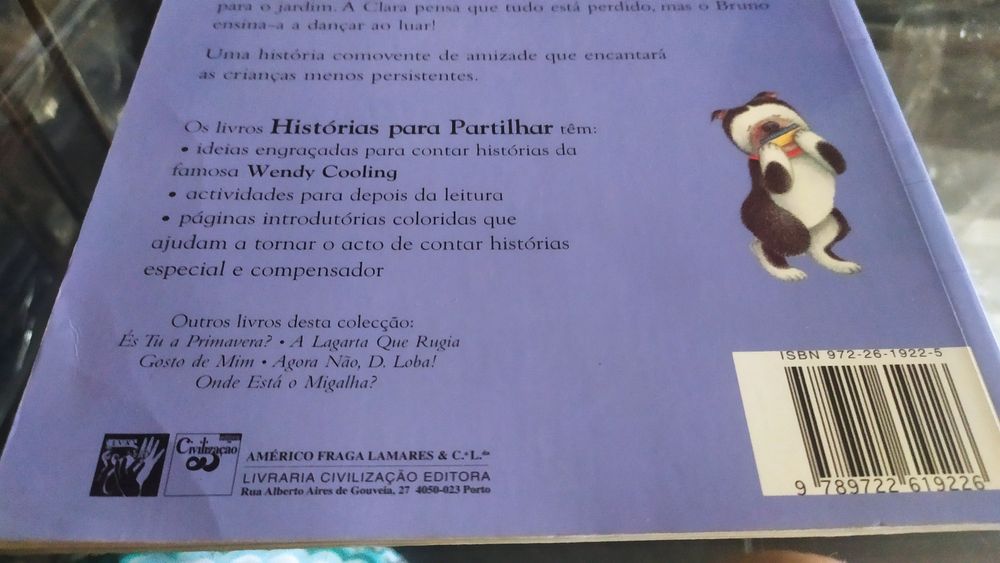 para o jardim. A Clara pensa que tudo está perdido, mas o Bruno
ensina-a a dançar ao luar!
Uma história comovente de amizade que encantará
as crianças menos persistentes.
Os livros Histórias para Partilhar têm:
• ideias engraçadas para contar histórias da
famosa Wendy Cooling
• actividades para depois da leitura
• páginas introdutórias coloridas que
ajudam a tornar o acto de contar histórias
especial e compensador
Outros livros desta colecção:
És Tu a Primavera? • A Lagarta Que Rugia
Gosto de Mim • Agora Não, D. Loba!
Onde Está o Migalha?
Civilização
AMÉRICO FRAGA LAMARES & C.ª L.da
LIVRARIA CIVILIZAÇÃO EDITORA
Rua Alberto Aires de Gouveia, 27 4050-023 Porto
ISBN 972-26-1922-5
9 789722 619226